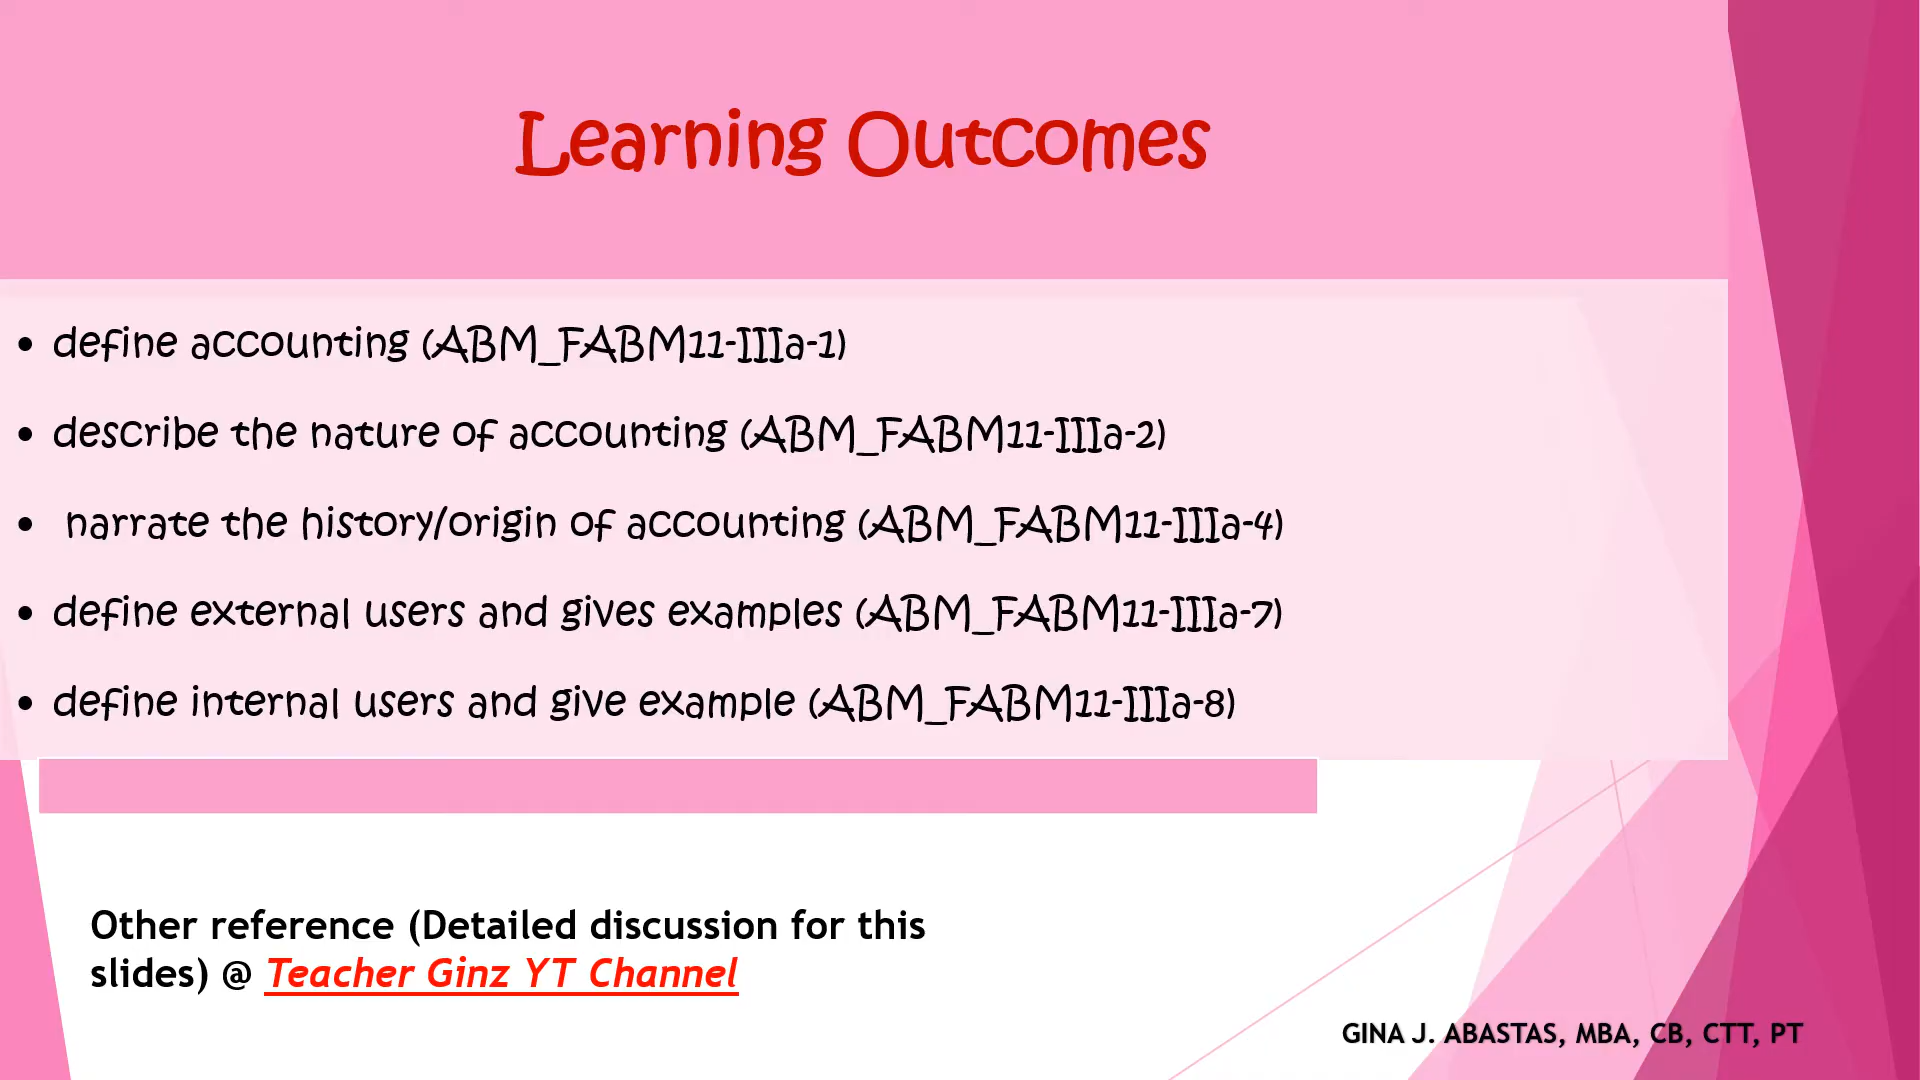 Learning Outcomes
• define accounting (ABM_FABM11-IIIa-1)
• describe the nature of accounting (ABM_FABM11-IIIa-2)
• narrate the history/origin of accounting (ABM_FABM11-IIIa-4)
• define external users and gives examples (ABM_FABM11-IIIa-7)
• define internal users and give example (ABM_FABM11-IIIa-8)
Other reference (Detailed discussion for this
slides) @ Teacher Ginz YT Channel
GINA J. ABASTAS, MBA, CB, CTT, PT